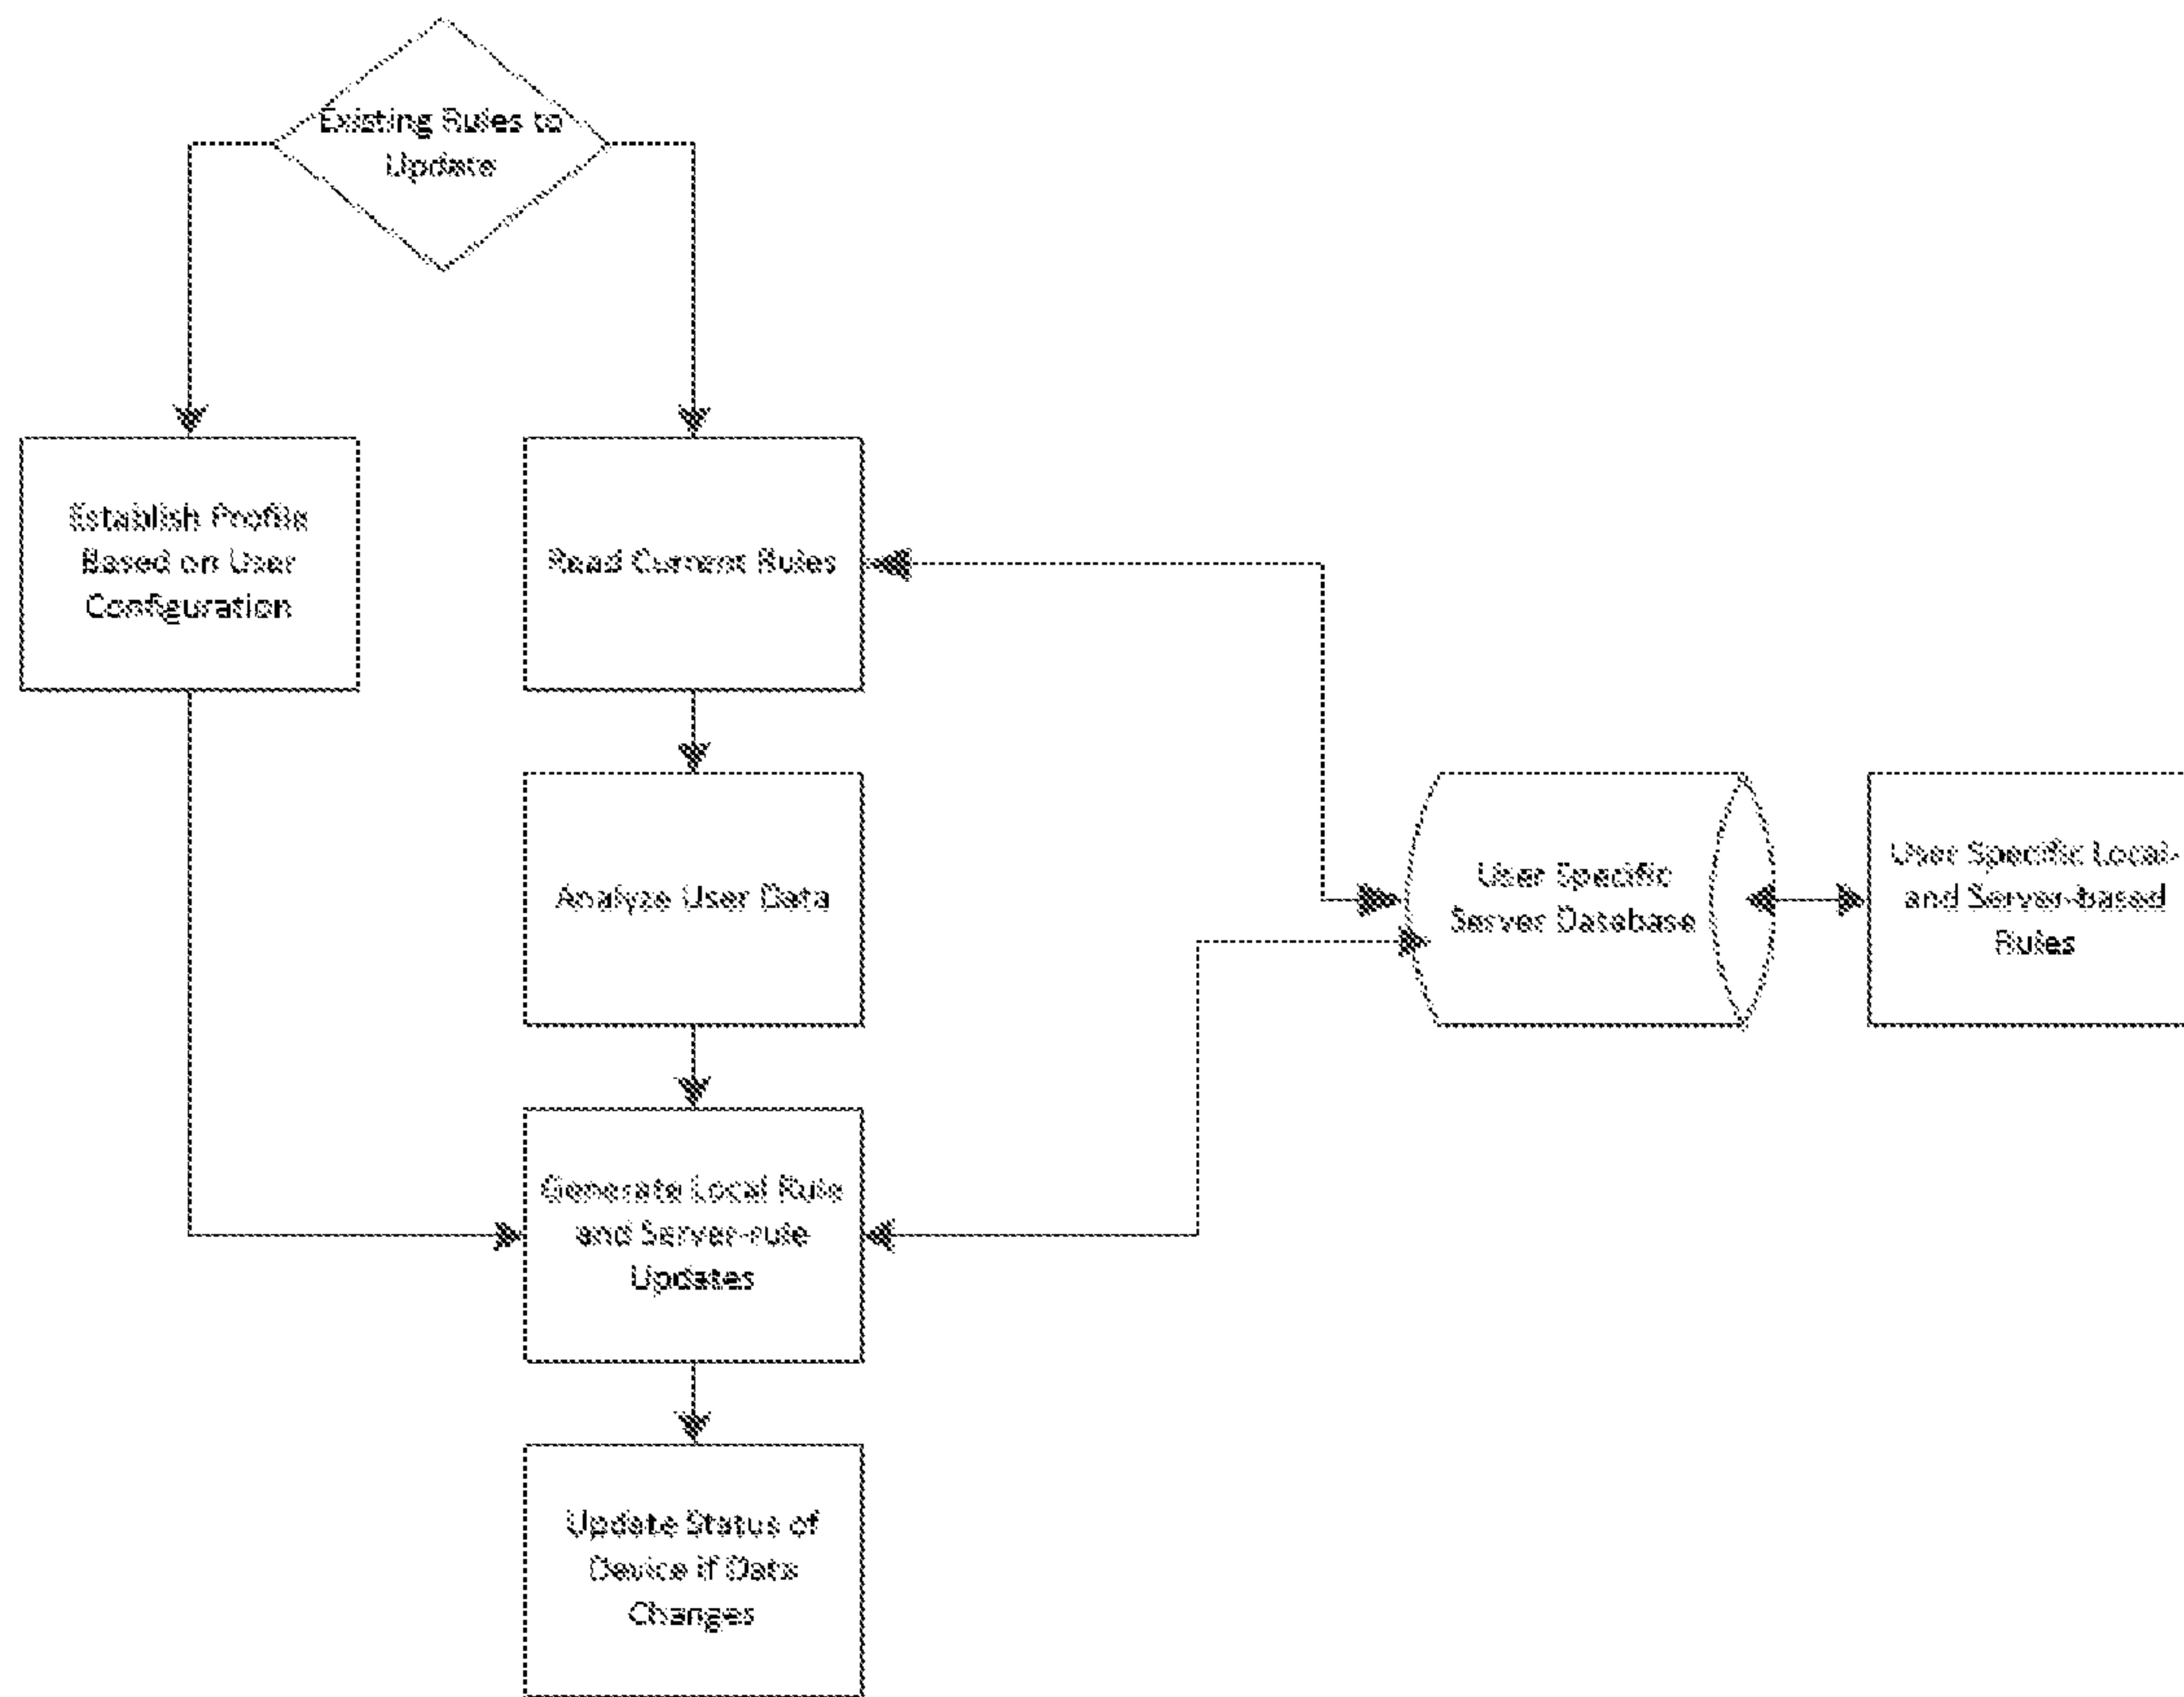 Existing Rules to
Update
Establish Profile
Based on User
Configuration
Read Current Rules
Analyze User Data
User Specific
Server Database
User Specific Local-
and Server-based
Rules
Generate Local Rule
and Server-rule
Updates
Update Status of
Device if Data
Changes